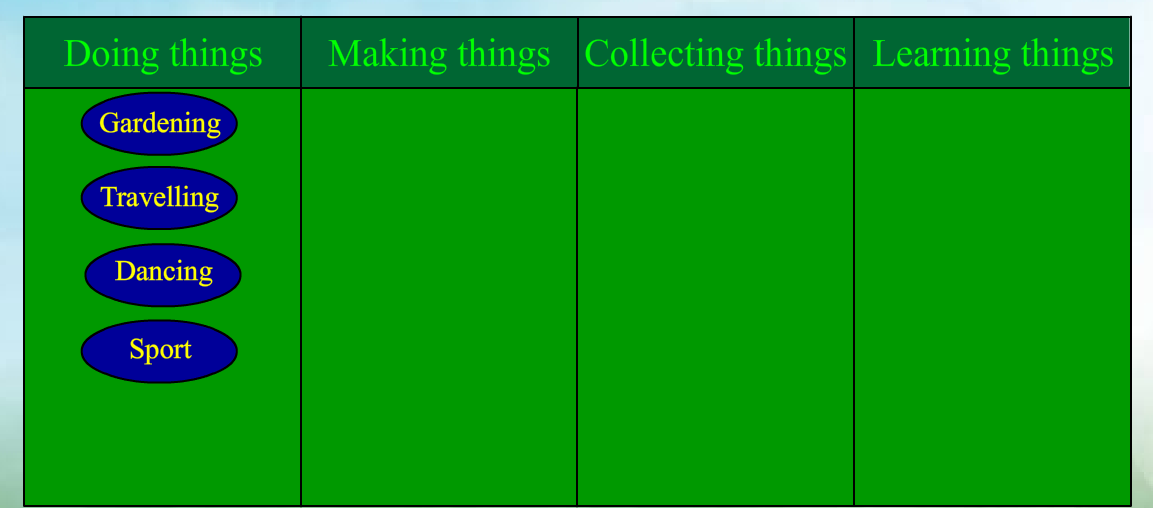 Doing things
Making things
Collecting things
Learning things
Gardening
Travelling
Dancing
Sport